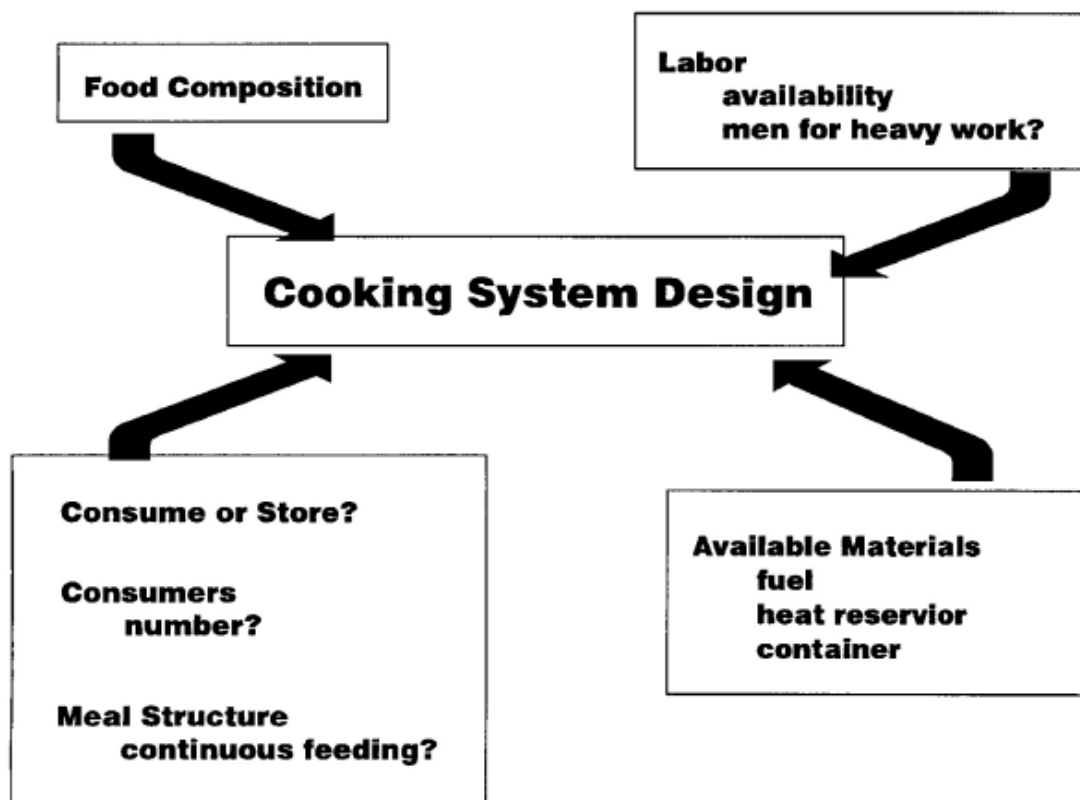 Food Composition
Labor
availability
men for heavy work?
Cooking System Design
Consume or Store?
Consumers
number?
Meal Structure
continuous feeding?
Available Materials
fuel
heat reservior
container